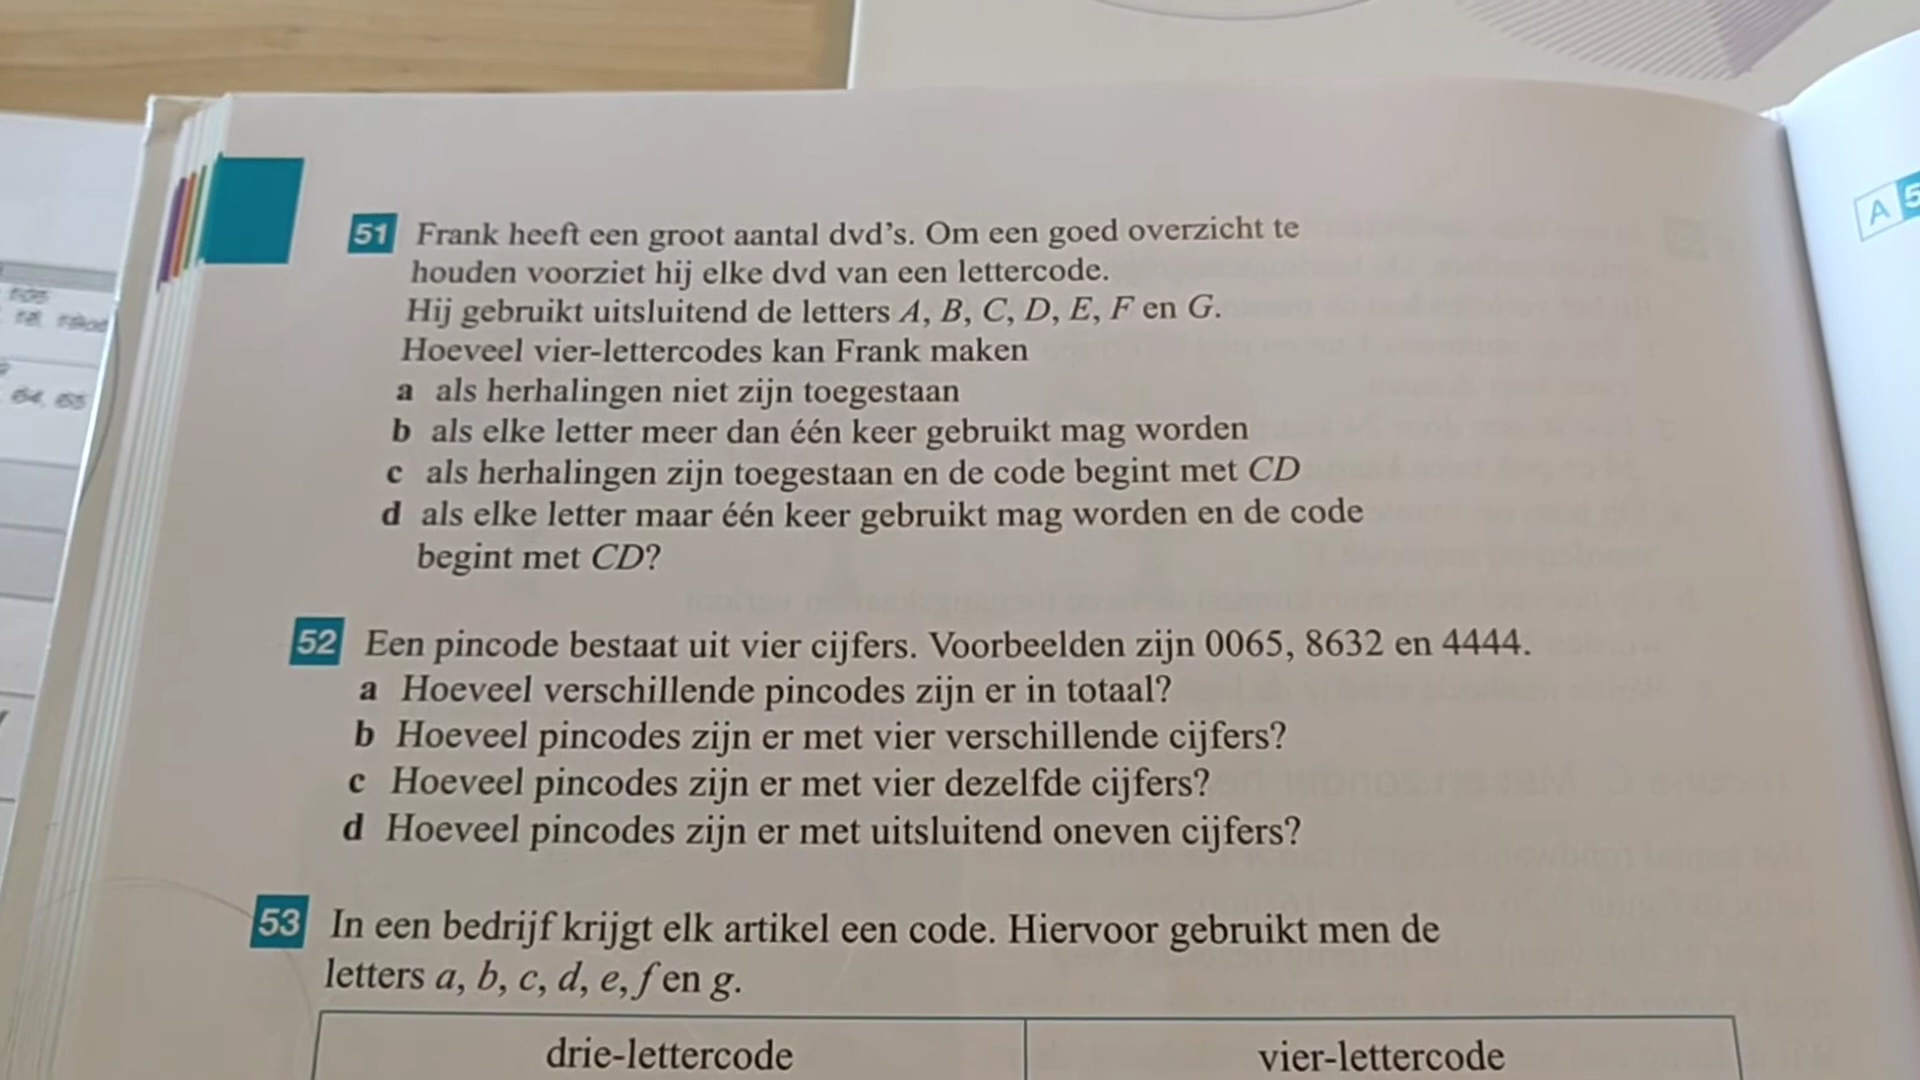 51 Frank heeft een groot aantal dvd's. Om een goed overzicht te
houden voorziet hij elke dvd van een lettercode.
Hij gebruikt uitsluitend de letters A, B, C, D, E, F en G.
Hoeveel vier-lettercodes kan Frank maken
a als herhalingen niet zijn toegestaan
b als elke letter meer dan één keer gebruikt mag worden
c als herhalingen zijn toegestaan en de code begint met CD
d als elke letter maar één keer gebruikt mag worden en de code
begint met CD?
52 Een pincode bestaat uit vier cijfers. Voorbeelden zijn 0065, 8632 en 4444.
a Hoeveel verschillende pincodes zijn er in totaal?
b Hoeveel pincodes zijn er met vier verschillende cijfers?
c Hoeveel pincodes zijn er met vier dezelfde cijfers?
d Hoeveel pincodes zijn er met uitsluitend oneven cijfers?
53 In een bedrijf krijgt elk artikel een code. Hiervoor gebruikt men de
letters a, b, c, d, e, f en g.
drie-lettercode vier-lettercode
A 5
64, 65